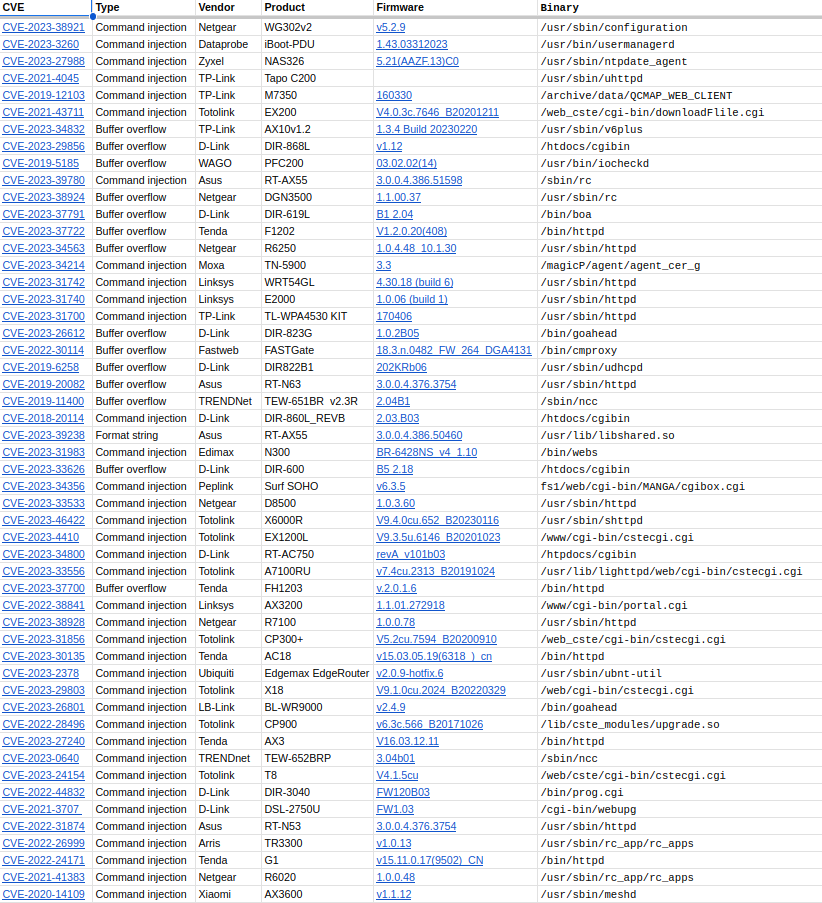 CVE Type Vendor Product Firmware Binary
CVE-2023-38921 Command injection Netgear WG302v2 v5.2.9 /usr/sbin/configuration
CVE-2023-3260 Command injection Dataprobe iBoot-PDU 1.43.03312023 /usr/bin/usermanagerd
CVE-2023-27988 Command injection Zyxel NAS326 5.21(AAZF.13)C0 /usr/sbin/ntpdate_agent
CVE-2021-4045 Command injection TP-Link Tapo C200 /usr/sbin/uhttpd
CVE-2019-12103 Command injection TP-Link M7350 160330 /archive/data/QCMAP_WEB_CLIENT
CVE-2021-43711 Command injection Totolink EX200 V4.0.3c.7646_B20201211 /web_cste/cgi-bin/downloadFlile.cgi
CVE-2023-34832 Buffer overflow TP-Link AX10v1.2 1.3.4 Build 20230220 /usr/sbin/v6plus
CVE-2023-29856 Buffer overflow D-Link DIR-868L v1.12 /htdocs/cgibin
CVE-2019-5185 Buffer overflow WAGO PFC200 03.02.02(14) /usr/bin/iocheckd
CVE-2023-39780 Command injection Asus RT-AX55 3.0.0.4.386.51598 /sbin/rc
CVE-2023-38924 Buffer overflow Netgear DGN3500 1.1.00.37 /usr/sbin/rc
CVE-2023-37791 Buffer overflow D-Link DIR-619L B1 2.04 /bin/boa
CVE-2023-37722 Buffer overflow Tenda F1202 V1.2.0.20(408) /bin/httpd
CVE-2023-34563 Buffer overflow Netgear R6250 1.0.4.48_10.1.30 /usr/sbin/httpd
CVE-2023-34214 Command injection Moxa TN-5900 3.3 /magicP/agent/agent_cer_g
CVE-2023-31742 Command injection Linksys WRT54GL 4.30.18 (build 6) /usr/sbin/httpd
CVE-2023-31740 Command injection Linksys E2000 1.0.06 (build 1) /usr/sbin/httpd
CVE-2023-31700 Command injection TP-Link TL-WPA4530 KIT 170406 /usr/sbin/httpd
CVE-2023-26612 Buffer overflow D-Link DIR-823G 1.0.2B05 /bin/goahead
CVE-2022-30114 Buffer overflow Fastweb FASTGate 18.3.n.0482_FW_264_DGA4131 /bin/cmproxy
CVE-2019-6258 Buffer overflow D-Link DIR822B1 202KRb06 /usr/sbin/udhcpd
CVE-2019-20082 Buffer overflow Asus RT-N63 3.0.0.4.376.3754 /usr/sbin/httpd
CVE-2019-11400 Buffer overflow TRENDNet TEW-651BR_v2.3R 2.04B1 /sbin/ncc
CVE-2018-20114 Command injection D-Link DIR-860L_REVB 2.03.B03 /htdocs/cgibin
CVE-2023-39238 Format string Asus RT-AX55 3.0.0.4.386.50460 /usr/lib/libshared.so
CVE-2023-31983 Command injection Edimax N300 BR-6428NS_v4_1.10 /bin/webs
CVE-2023-33626 Buffer overflow D-Link DIR-600 B5 2.18 /htdocs/cgibin
CVE-2023-34356 Command injection Peplink Surf SOHO v6.3.5 fs1/web/cgi-bin/MANGA/cgibox.cgi
CVE-2023-33533 Command injection Netgear D8500 1.0.3.60 /usr/sbin/httpd
CVE-2023-46422 Command injection Totolink X6000R V9.4.0cu.652_B20230116 /usr/sbin/shttpd
CVE-2023-4410 Command injection Totolink EX1200L V9.3.5u.6146_B20201023 /www/cgi-bin/cstecgi.cgi
CVE-2023-34800 Command injection D-Link RT-AC750 revA_v101b03 /htpdocs/cgibin
CVE-2023-33556 Command injection Totolink A7100RU v7.4cu.2313_B20191024 /usr/lib/lighttpd/web/cgi-bin/cstecgi.cgi
CVE-2023-37700 Buffer overflow Tenda FH1203 v.2.0.1.6 /bin/httpd
CVE-2022-38841 Command injection Linksys AX3200 1.1.01.272918 /www/cgi-bin/portal.cgi
CVE-2023-38928 Command injection Netgear R7100 1.0.0.78 /usr/sbin/httpd
CVE-2023-31856 Command injection Totolink CP300+ V5.2cu.7594_B20200910 /web_cste/cgi-bin/cstecgi.cgi
CVE-2023-30135 Command injection Tenda AC18 v15.03.05.19(6318_)_cn /bin/httpd
CVE-2023-2378 Command injection Ubiquiti Edgemax EdgeRouter v2.0.9-hotfix.6 /usr/sbin/ubnt-util
CVE-2023-29803 Command injection Totolink X18 V9.1.0cu.2024_B20220329 /web/cgi-bin/cstecgi.cgi
CVE-2023-26801 Command injection LB-Link BL-WR9000 v2.4.9 /bin/goahead
CVE-2022-28496 Command injection Totolink CP900 v6.3c.566_B20171026 /lib/cste_modules/upgrade.so
CVE-2023-27240 Command injection Tenda AX3 V16.03.12.11 /bin/httpd
CVE-2023-0640 Command injection TRENDnet TEW-652BRP 3.04b01 /sbin/ncc
CVE-2023-24154 Command injection Totolink T8 V4.1.5cu /web/cste/cgi-bin/cstecgi.cgi
CVE-2022-44832 Command injection D-Link DIR-3040 FW120B03 /bin/prog.cgi
CVE-2021-3707 Command injection D-Link DSL-2750U FW1.03 /cgi-bin/webupg
CVE-2022-31874 Command injection Asus RT-N53 3.0.0.4.376.3754 /usr/sbin/httpd
CVE-2022-26999 Command injection Arris TR3300 v1.0.13 /usr/sbin/rc_app/rc_apps
CVE-2022-24171 Command injection Tenda G1 v15.11.0.17(9502)_CN /bin/httpd
CVE-2021-41383 Command injection Netgear R6020 1.0.0.48 /usr/sbin/rc_app/rc_apps
CVE-2020-14109 Command injection Xiaomi AX3600 v1.1.12 /usr/sbin/meshd